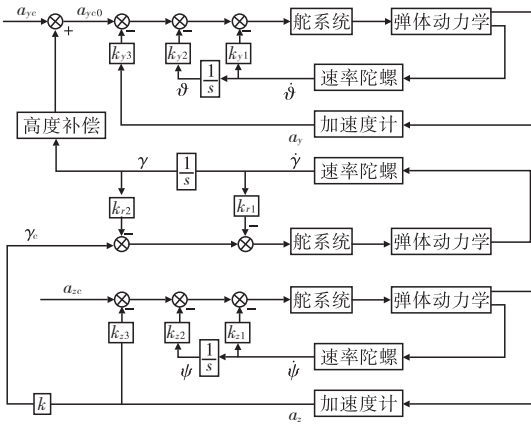 a_yc a_yc0 舵系统 弹体动力学
+ − − −
k_y3 k_y2 k_y1
ϑ 1/s ϑ̇ 速率陀螺
高度补偿 a_y 加速度计
γ 1/s γ̇ 速率陀螺
k_r2 k_r1
γ_c − − 舵系统 弹体动力学
a_zc − − − 舵系统 弹体动力学
k_z3 k_z2 k_z1
ψ 1/s ψ̇ 速率陀螺
k a_z 加速度计